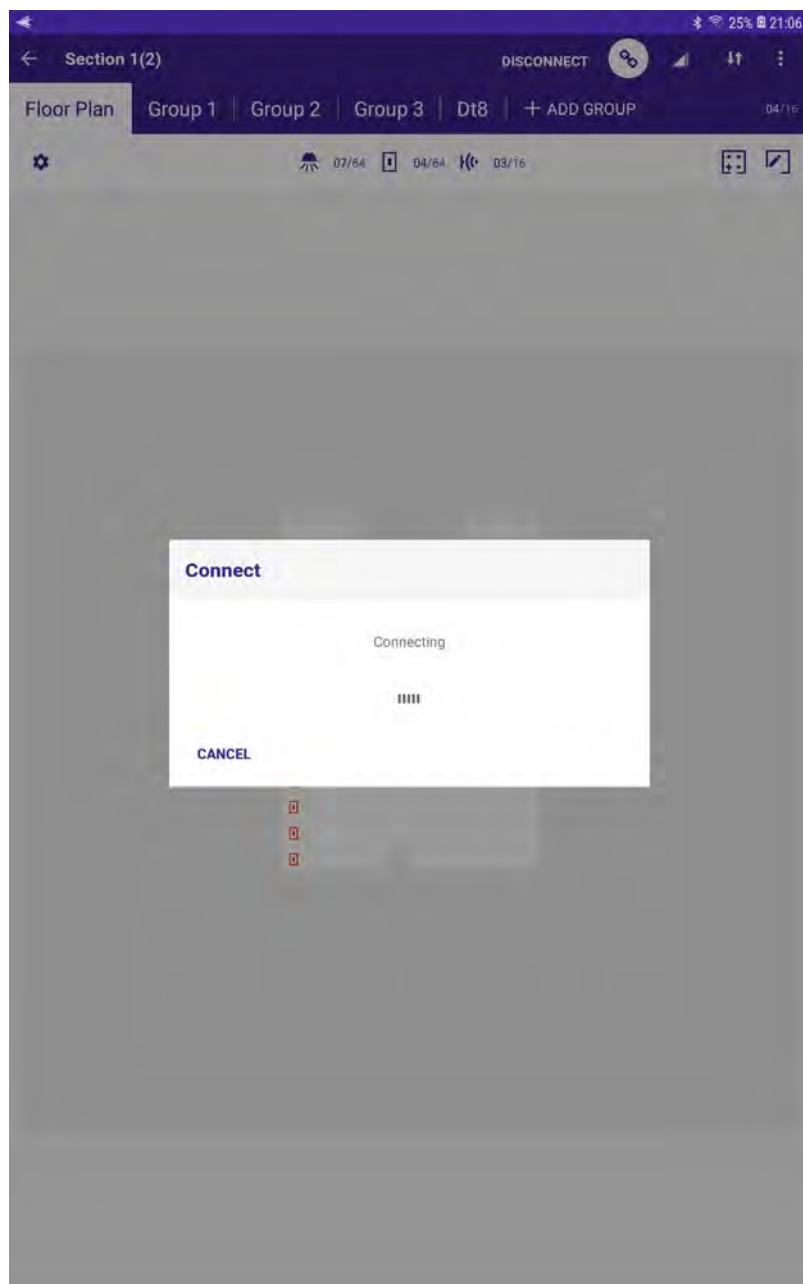 25% 21:06
Section 1(2) DISCONNECT
Floor Plan Group 1 Group 2 Group 3 Dt8 + ADD GROUP 04/16
07/64 04/64 03/16
Connect
Connecting
CANCEL